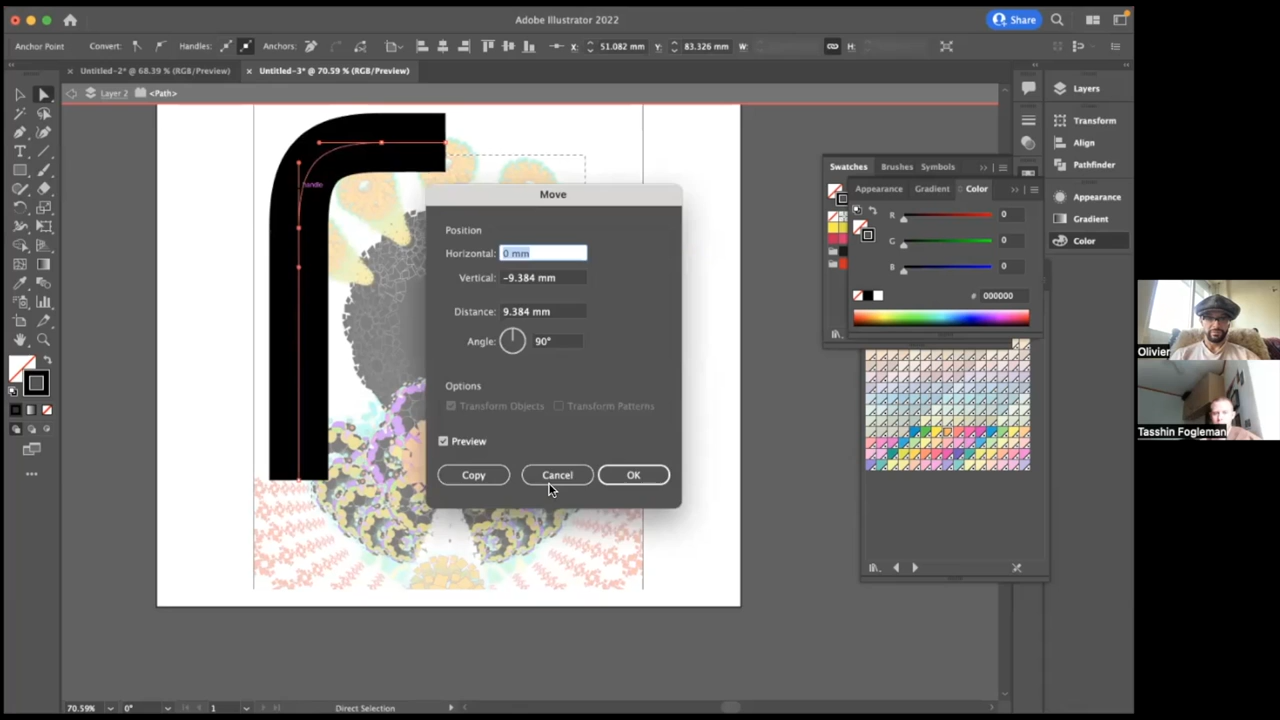 Adobe Illustrator 2022
Share
Anchor Point
Convert:
Handles:
Anchors:
X:
51.082 mm
Y:
83.326 mm
W:
H:
× Untitled-2* @ 68.39 % (RGB/Preview)
× Untitled-3* @ 70.59 % (RGB/Preview)
Layer 2
<Path>
handle
Move
Position
Horizontal:
0 mm
Vertical:
-9.384 mm
Distance:
9.384 mm
Angle:
90°
Options
Transform Objects
Transform Patterns
Preview
Copy
Cancel
OK
Swatches
Brushes
Symbols
Appearance
Gradient
Color
R
0
G
0
B
0
#
000000
Layers
Transform
Align
Pathfinder
Appearance
Gradient
Color
Olivier
Tasshin Fogleman
70.59%
0°
1
Direct Selection